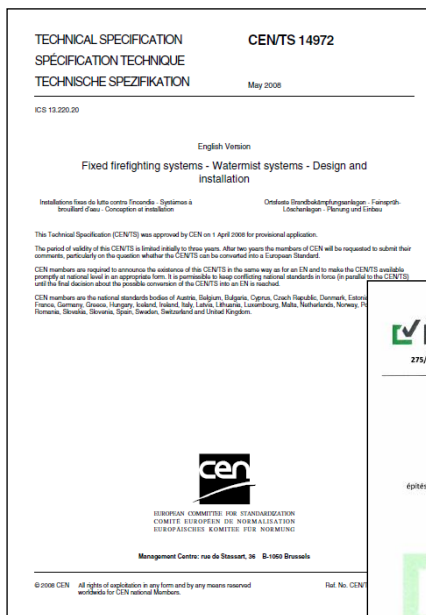 TECHNICAL SPECIFICATION
CEN/TS 14972
SPÉCIFICATION TECHNIQUE
TECHNISCHE SPEZIFIKATION
May 2008
ICS 13.220.20
English Version
Fixed firefighting systems - Watermist systems - Design and
installation
Installations fixes de lutte contre l'incendie - Systèmes à
brouillard d'eau - Conception et installation
Ortsfeste Brandbekämpfungsanlagen - Feinsprüh-
Löschanlagen - Planung und Einbau
This Technical Specification (CEN/TS) was approved by CEN on 1 April 2008 for provisional application.
The period of validity of this CEN/TS is limited initially to three years. After two years the members of CEN will be requested to submit their
comments, particularly on the question whether the CEN/TS can be converted into a European Standard.
CEN members are required to announce the existence of this CEN/TS in the same way as for an EN and to make the CEN/TS available
promptly at national level in an appropriate form. It is permissible to keep conflicting national standards in force (in parallel to the CEN/TS)
until the final decision about the possible conversion of the CEN/TS into an EN is reached.
CEN members are the national standards bodies of Austria, Belgium, Bulgaria, Cyprus, Czech Republic, Denmark,
France, Germany, Greece, Hungary, Iceland, Ireland, Italy, Latvia, Lithuania, Luxembourg, Malta, Netherlands, Norway,
Romania, Slovakia, Slovenia, Spain, Sweden, Switzerland and United Kingdom.
275/
építés
cen
EUROPEAN COMMITTEE FOR STANDARDIZATION
COMITÉ EUROPÉEN DE NORMALISATION
EUROPÄISCHES KOMITEE FÜR NORMUNG
Management Centre: rue de Stassart, 36 B-1050 Brussels
© 2008 CEN All rights of exploitation in any form and by any means reserved
worldwide for CEN national Members.
Ref. No. CEN/T